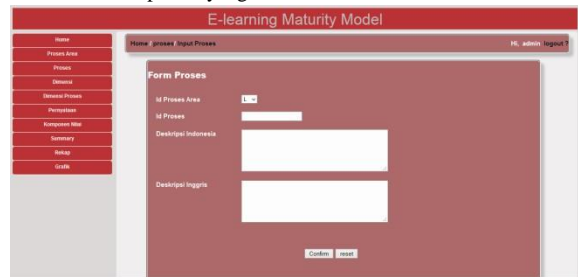 E-learning Maturity Model
Home
Proses Area
Proses
Dimensi
Dimensi Proses
Pernyataan
Komponen Nilai
Summary
Rekap
Grafik
Home / proses/ Input Proses
Hi, admin logout ?
Form Proses
Id Proses Area
L
Id Proses
Deskripsi Indonesia
Deskripsi Inggris
Confirm
reset